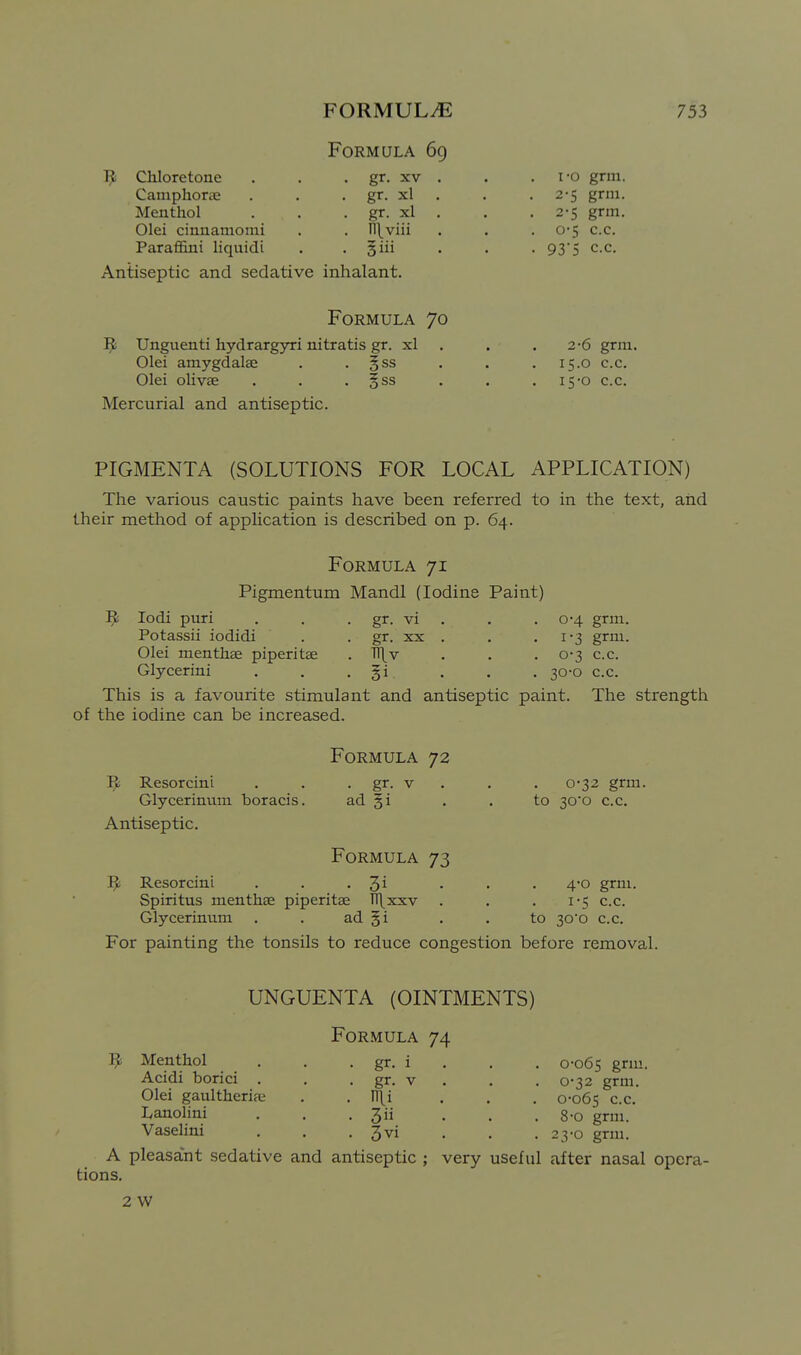 FORMULÆ 753
Formula 69
℞ Chloretone . . . gr. xv . . . 1·0 grm.
Camphoræ . . . gr. xl . . . 2·5 grm.
Menthol . . . gr. xl . . . 2·5 grm.
Olei cinnamomi . . ♏viii . . . 0·5 c.c.
Paraffini liquidi . . ℥iii . . . 93·5 c.c.
Antiseptic and sedative inhalant.
Formula 70
℞ Unguenti hydrargyri nitratis gr. xl . . . 2·6 grm.
Olei amygdalæ . . ℥ss . . . 15.0 c.c.
Olei olivæ . . . ℥ss . . . 15·0 c.c.
Mercurial and antiseptic.
PIGMENTA (SOLUTIONS FOR LOCAL APPLICATION)
The various caustic paints have been referred to in the text, and
their method of application is described on p. 64.
Formula 71
Pigmentum Mandl (Iodine Paint)
℞ Iodi puri . . . gr. vi . . . 0·4 grm.
Potassii iodidi . . gr. xx . . . 1·3 grm.
Olei menthæ piperitæ . ♏v . . . 0·3 c.c.
Glycerini . . . ℥i . . . 30·0 c.c.
This is a favourite stimulant and antiseptic paint. The strength
of the iodine can be increased.
Formula 72
℞ Resorcini . . . gr. v . . . 0·32 grm.
Glycerinum boracis. ad ℥i . . to 30·0 c.c.
Antiseptic.
Formula 73
℞ Resorcini . . . ʒi . . . 4·0 grm.
Spiritus menthæ piperitæ ♏xxv . . . 1·5 c.c.
Glycerinum . . ad ℥i . . to 30·0 c.c.
For painting the tonsils to reduce congestion before removal.
UNGUENTA (OINTMENTS)
Formula 74
℞ Menthol . . . gr. i . . . 0·065 grm.
Acidi borici . . . gr. v . . . 0·32 grm.
Olei gaultheriæ . . ♏i . . . 0·065 c.c.
Lanolini . . . ʒii . . . 8·0 grm.
Vaselini . . . ʒvi . . . 23·0 grm.
A pleasant sedative and antiseptic ; very useful after nasal opera-
tions.
2 W